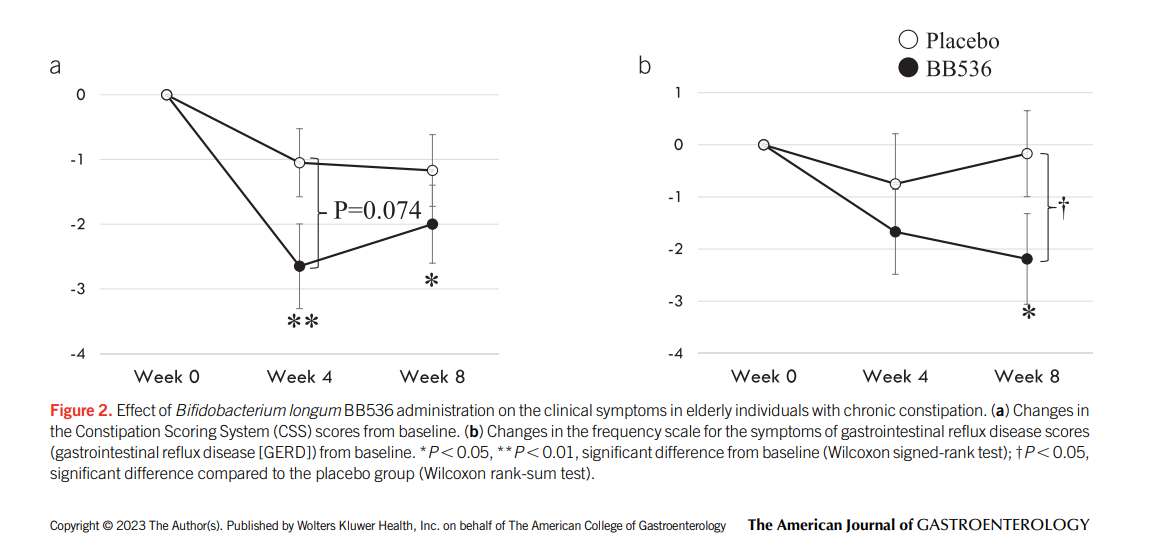 Placebo
BB536
a
0
-1
-2
-3
-4
P=0.074
**
*
Week 0 Week 4 Week 8
b
1
0
-1
-2
-3
-4
†
*
Week 0 Week 4 Week 8
Figure 2. Effect of Bifidobacterium longum BB536 administration on the clinical symptoms in elderly individuals with chronic constipation. (a) Changes in
the Constipation Scoring System (CSS) scores from baseline. (b) Changes in the frequency scale for the symptoms of gastrointestinal reflux disease scores
(gastrointestinal reflux disease [GERD]) from baseline. *P<0.05, **P<0.01, significant difference from baseline (Wilcoxon signed-rank test); †P<0.05,
significant difference compared to the placebo group (Wilcoxon rank-sum test).
Copyright © 2023 The Author(s). Published by Wolters Kluwer Health, Inc. on behalf of The American College of Gastroenterology The American Journal of GASTROENTEROLOGY